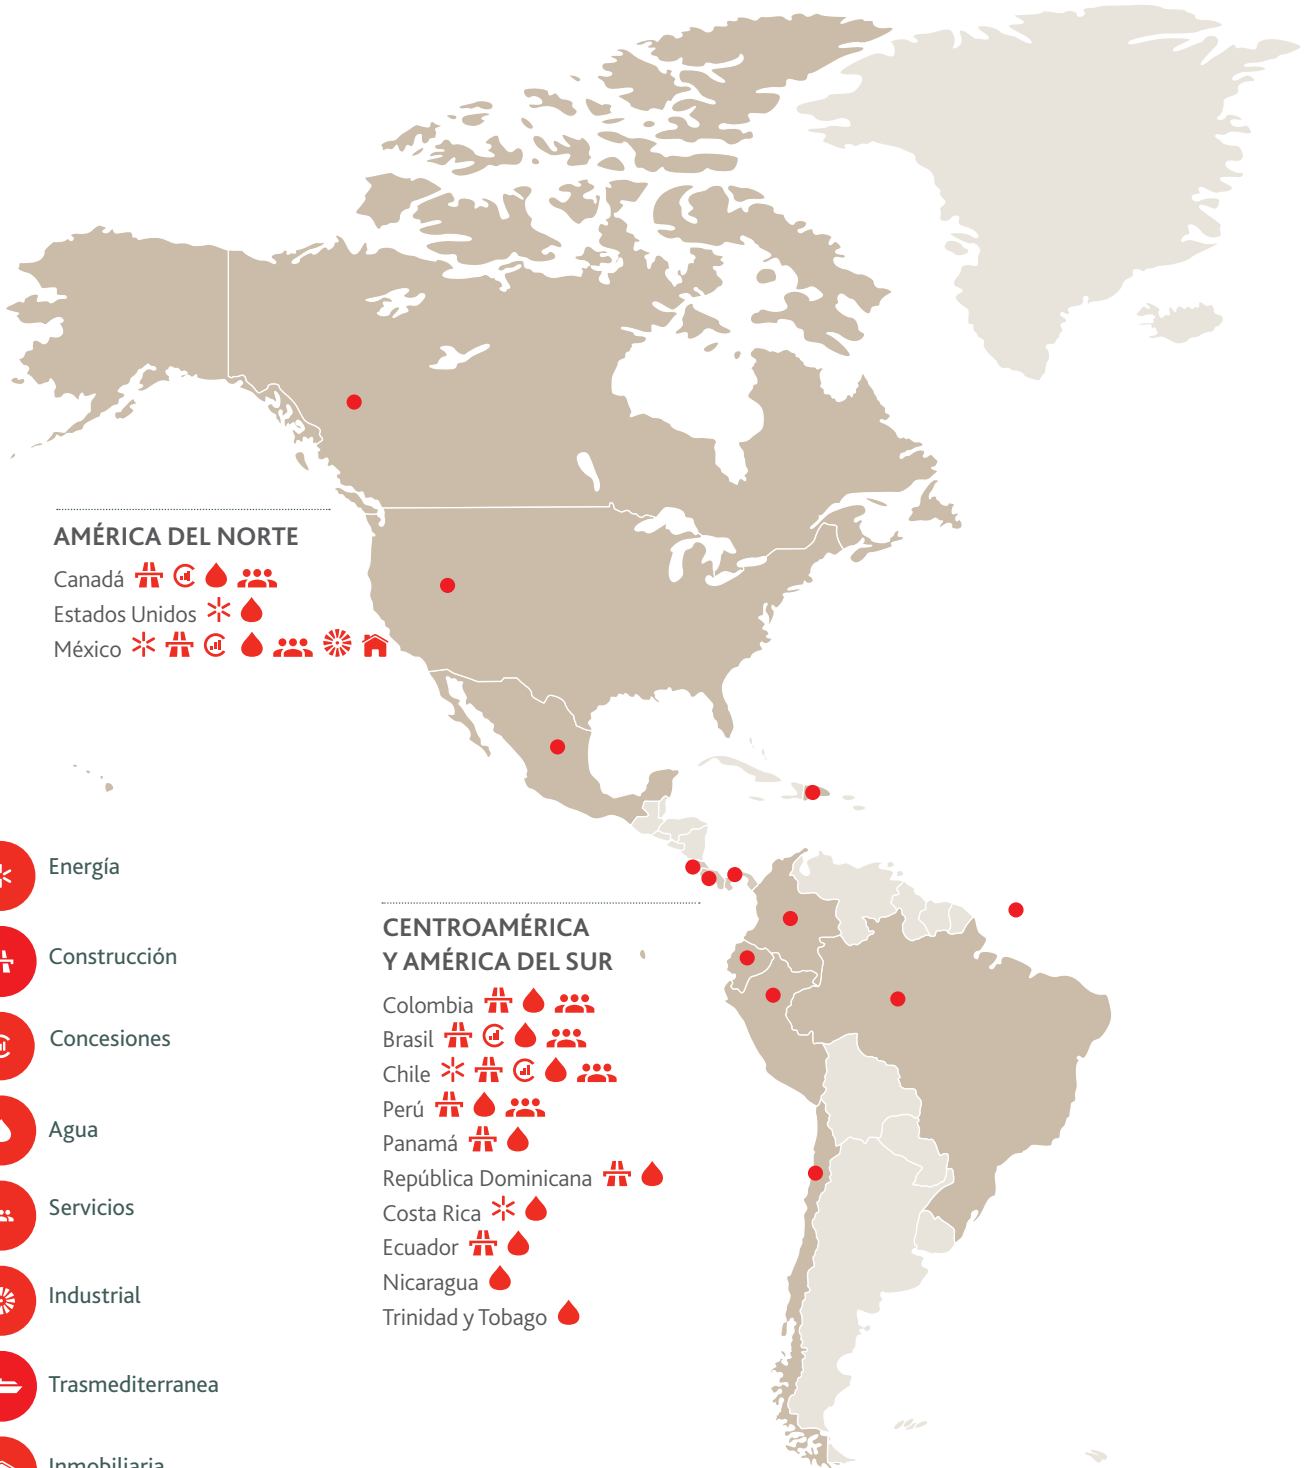 AMÉRICA DEL NORTE
Canadá
Estados Unidos
México
Energía
Construcción
Concesiones
Agua
Servicios
Industrial
Trasmediterranea
Inmobiliaria
CENTROAMÉRICA
Y AMÉRICA DEL SUR
Colombia
Brasil
Chile
Perú
Panamá
República Dominicana
Costa Rica
Ecuador
Nicaragua
Trinidad y Tobago